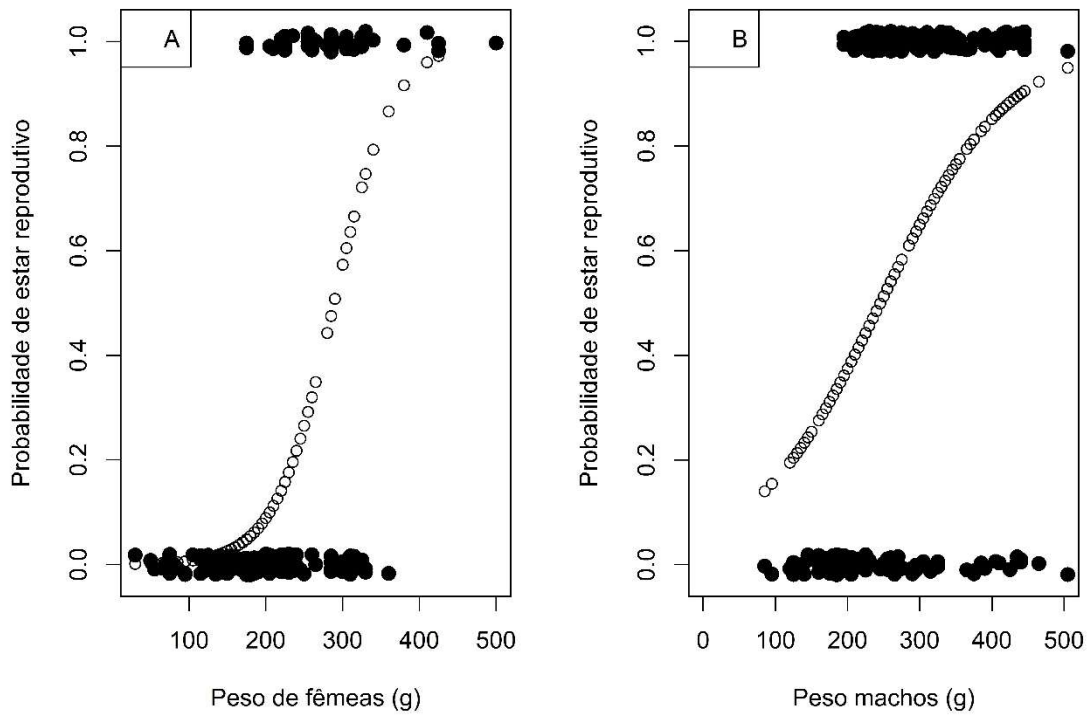 A
Probabilidade de estar reprodutivo
1.0
0.8
0.6
0.4
0.2
0.0
100 200 300 400 500
Peso de fêmeas (g)
B
Probabilidade de estar reprodutivo
1.0
0.8
0.6
0.4
0.2
0.0
0 100 200 300 400 500
Peso machos (g)